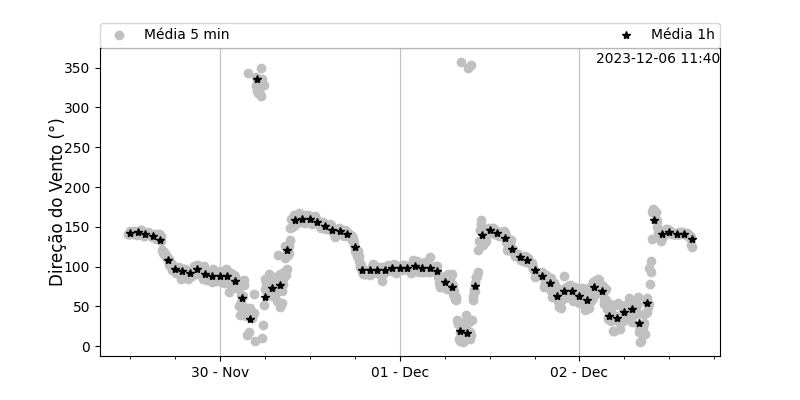 Média 5 min
Média 1h
2023-12-06 11:40
Direção do Vento (°)
350
300
250
200
150
100
50
0
30 - Nov
01 - Dec
02 - Dec